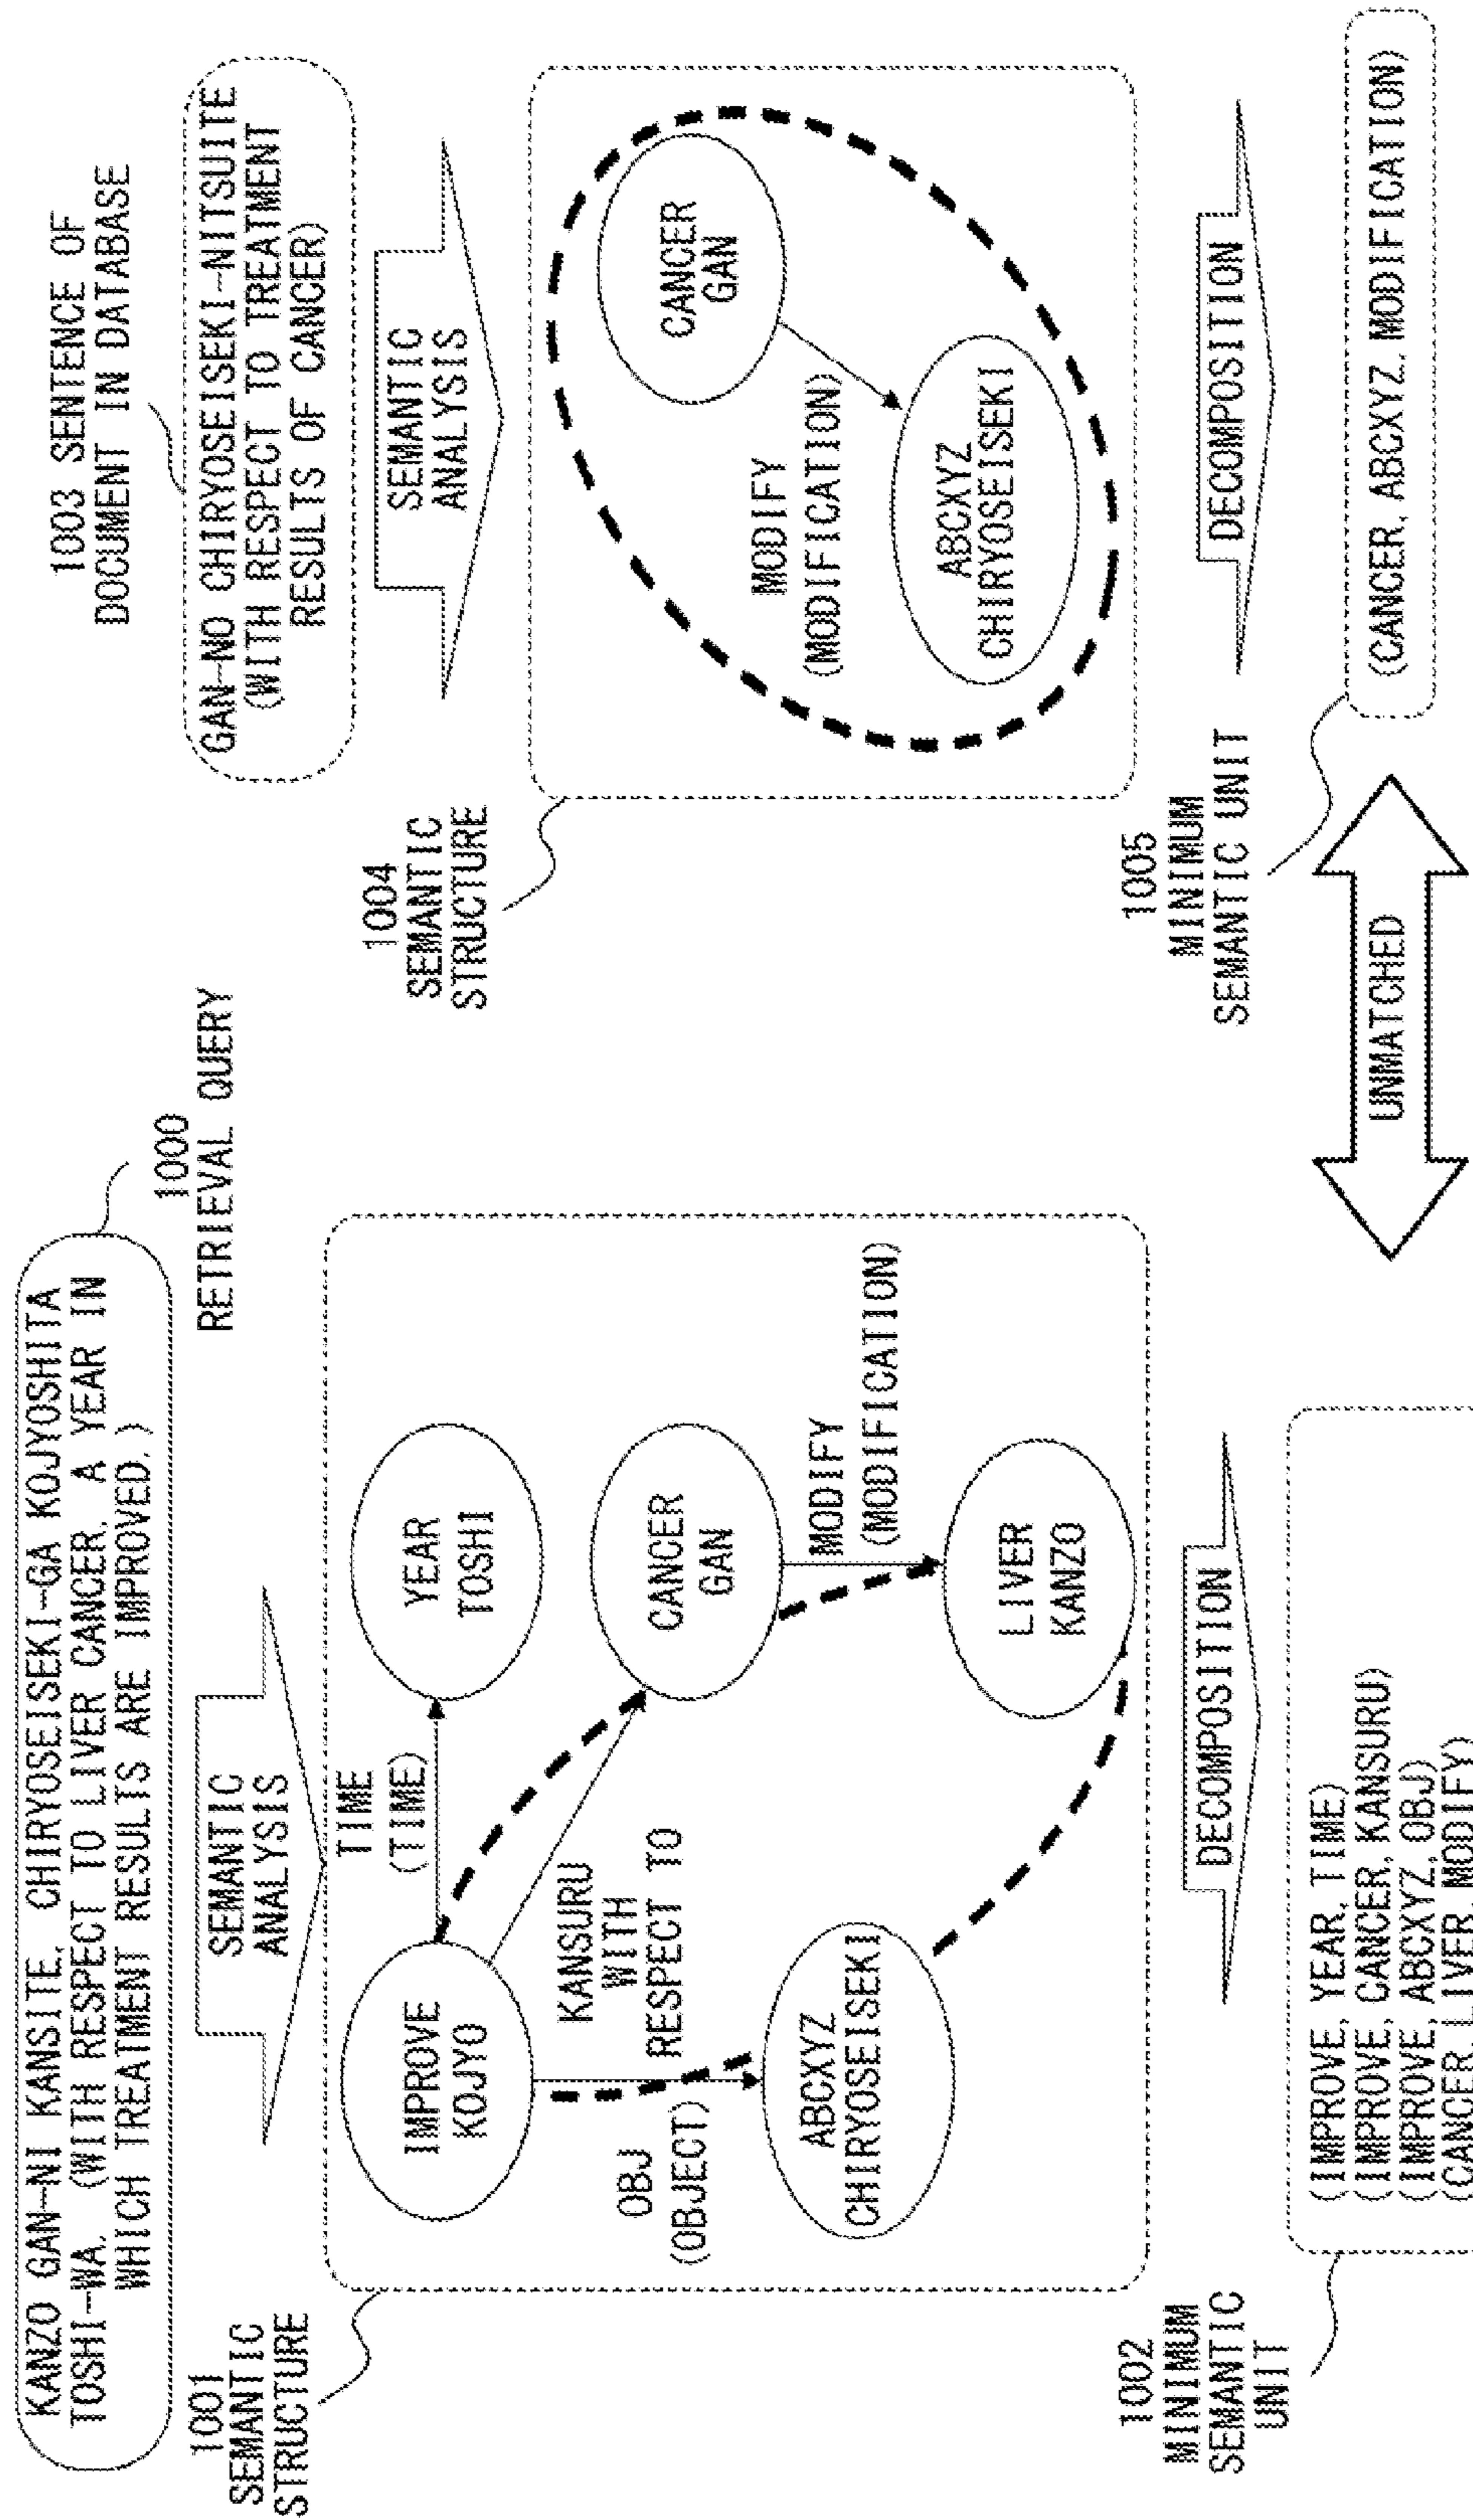 KANZO GAN-NI KANSITE, CHIRYOSEISEKI-GA KOJYOSHITA
TOSHI-WA. (WITH RESPECT TO LIVER CANCER, A YEAR IN
WHICH TREATMENT RESULTS ARE IMPROVED.)
1000
RETRIEVAL QUERY
1001
SEMANTIC
STRUCTURE
SEMANTIC
ANALYSIS
IMPROVE
KOJYO
TIME
(TIME)
YEAR
TOSHI
KANSURU
WITH
RESPECT TO
CANCER
GAN
OBJ
(OBJECT)
MODIFY
(MODIFICATION)
ABCXYZ
CHIRYOSEISEKI
LIVER
KANZO
DECOMPOSITION
1002
MINIMUM
SEMANTIC
UNIT
(IMPROVE, YEAR, TIME)
(IMPROVE, CANCER, KANSURU)
(IMPROVE, ABCXYZ, OBJ)
(CANCER, LIVER, MODIFY)
1003 SENTENCE OF
DOCUMENT IN DATABASE
GAN-NO CHIRYOSEISEKI-NITSUITE
(WITH RESPECT TO TREATMENT
RESULTS OF CANCER)
SEMANTIC
ANALYSIS
1004
SEMANTIC
STRUCTURE
CANCER
GAN
MODIFY
(MODIFICATION)
ABCXYZ
CHIRYOSEISEKI
DECOMPOSITION
1005
MINIMUM
SEMANTIC UNIT
(CANCER, ABCXYZ, MODIFICATION)
UNMATCHED